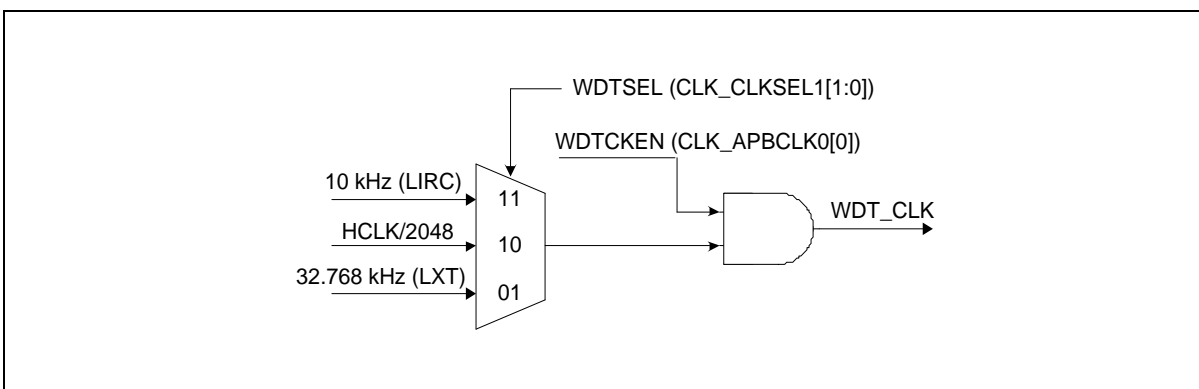 WDTSEL (CLK_CLKSEL1[1:0])
WDTCKEN (CLK_APBCLK0[0])
10 kHz (LIRC)
11
WDT_CLK
HCLK/2048
10
32.768 kHz (LXT)
01